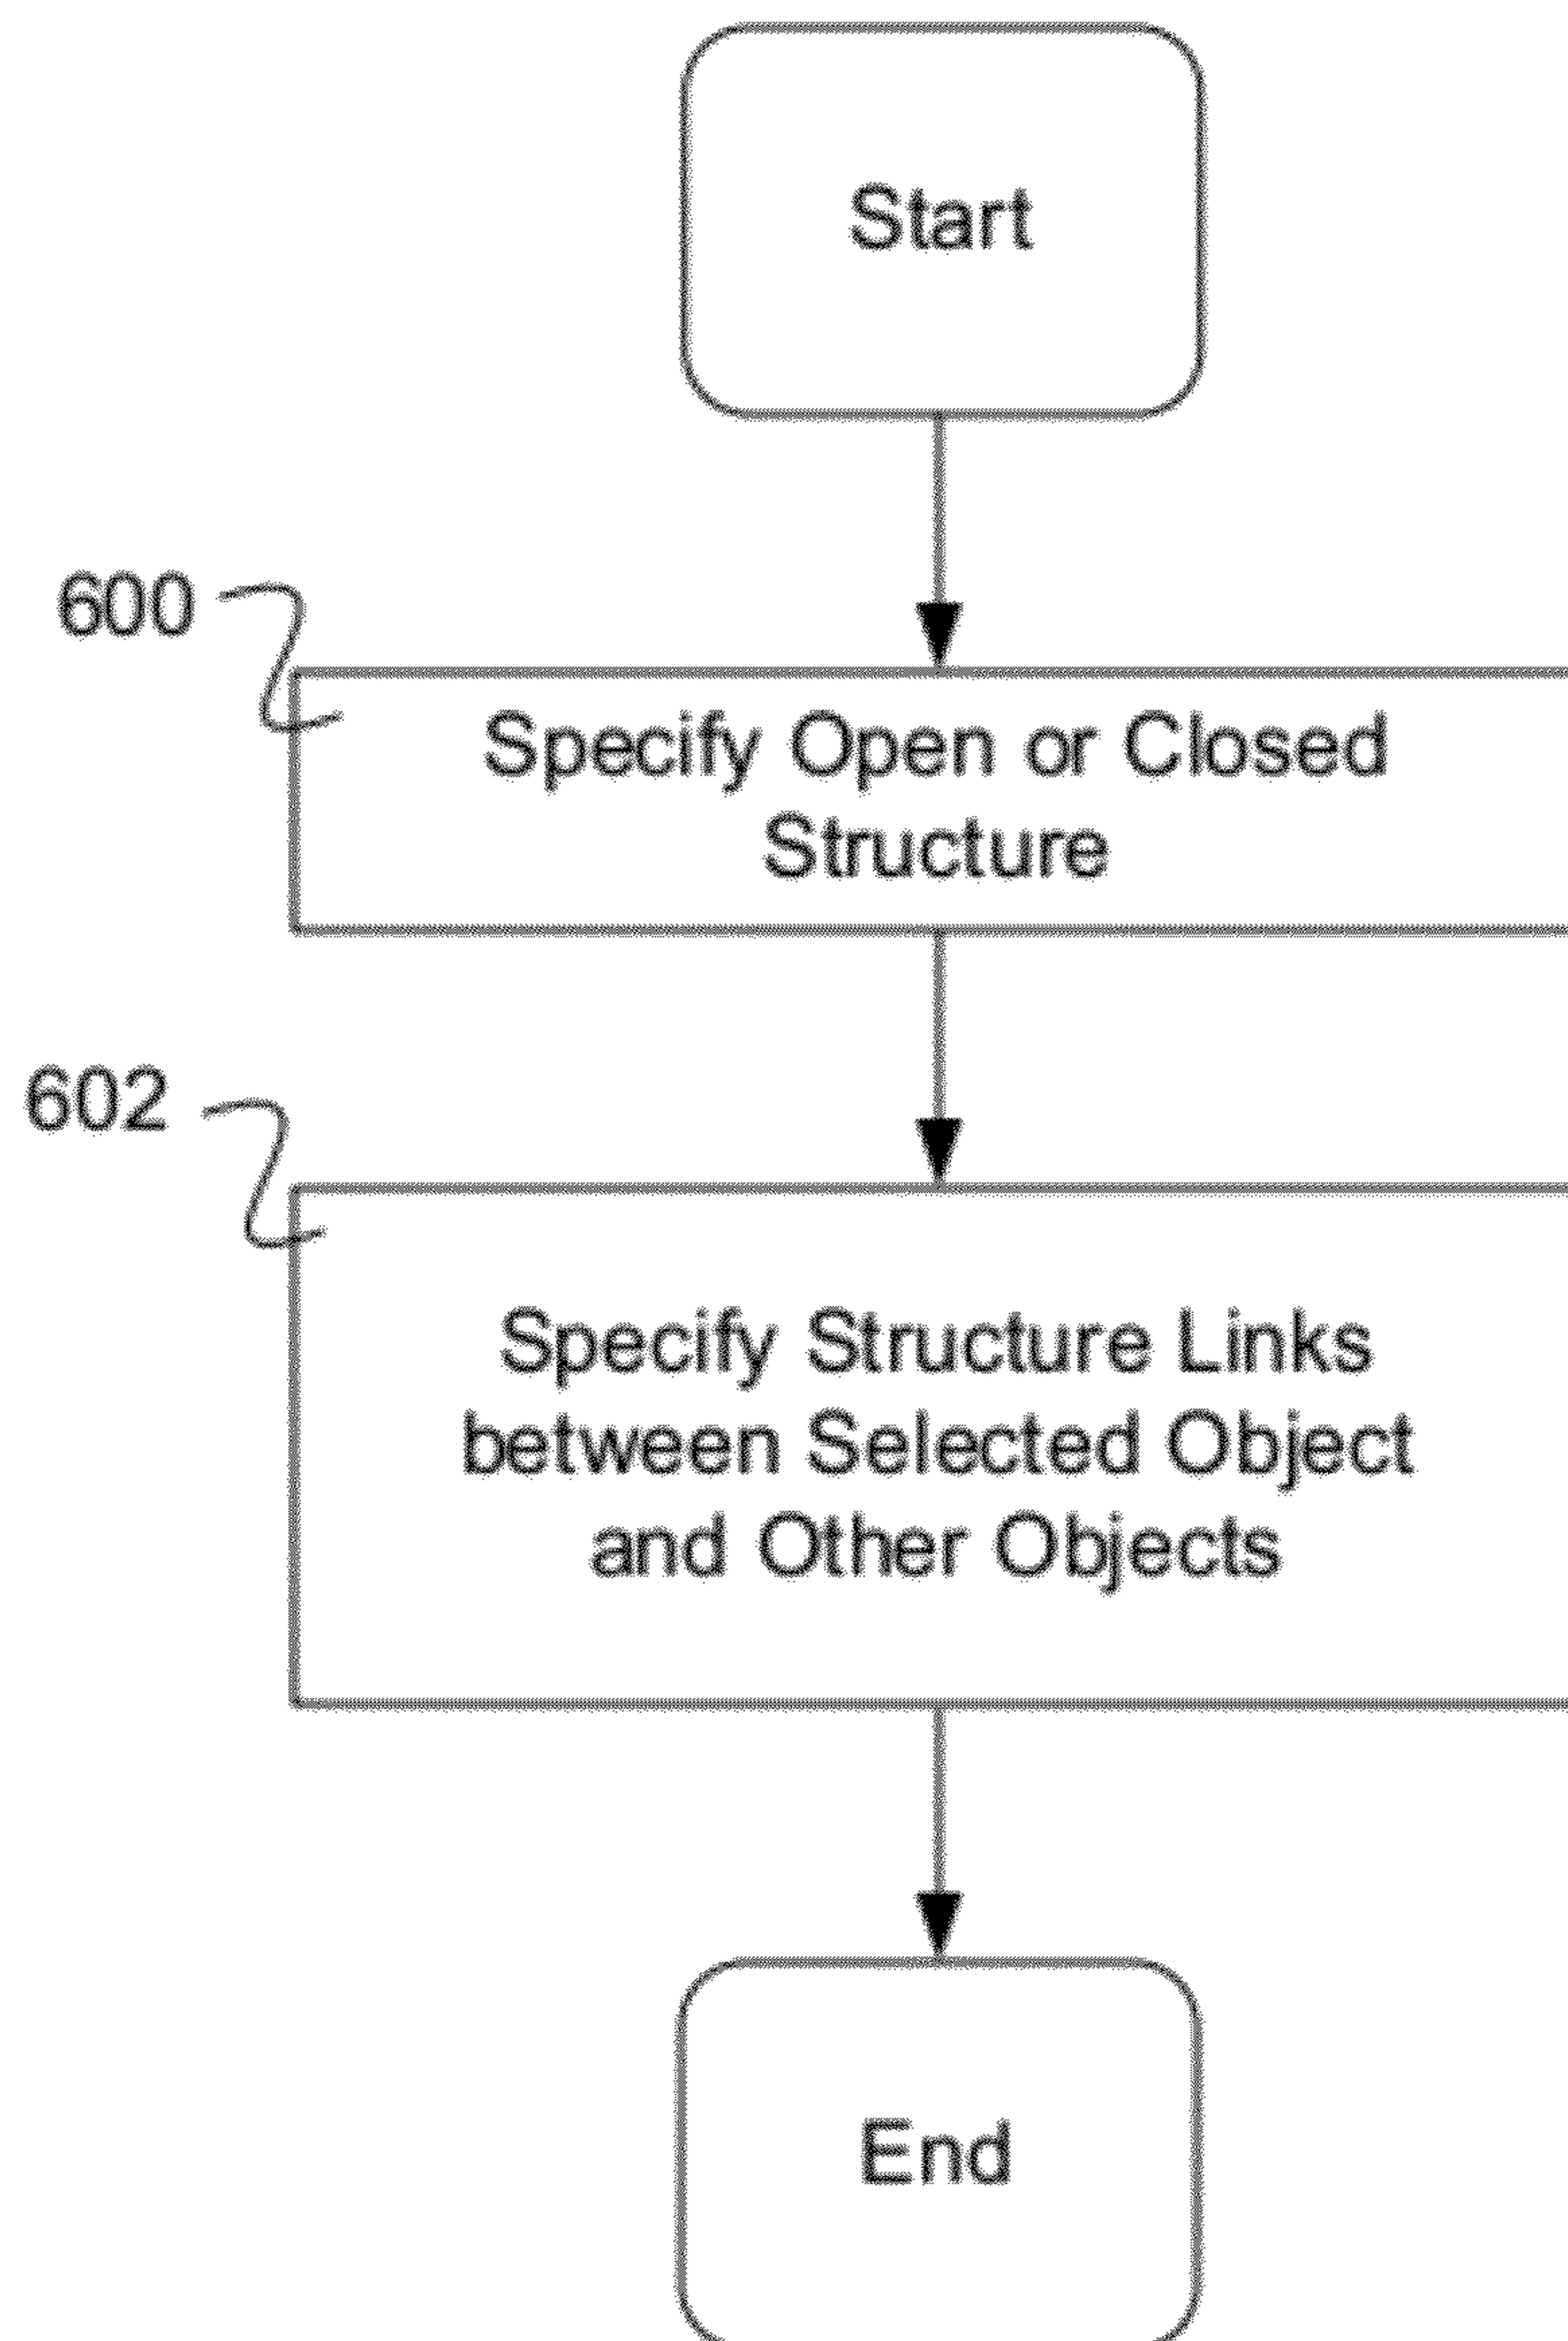 Start
600
Specify Open or Closed
Structure
602
Specify Structure Links
between Selected Object
and Other Objects
End